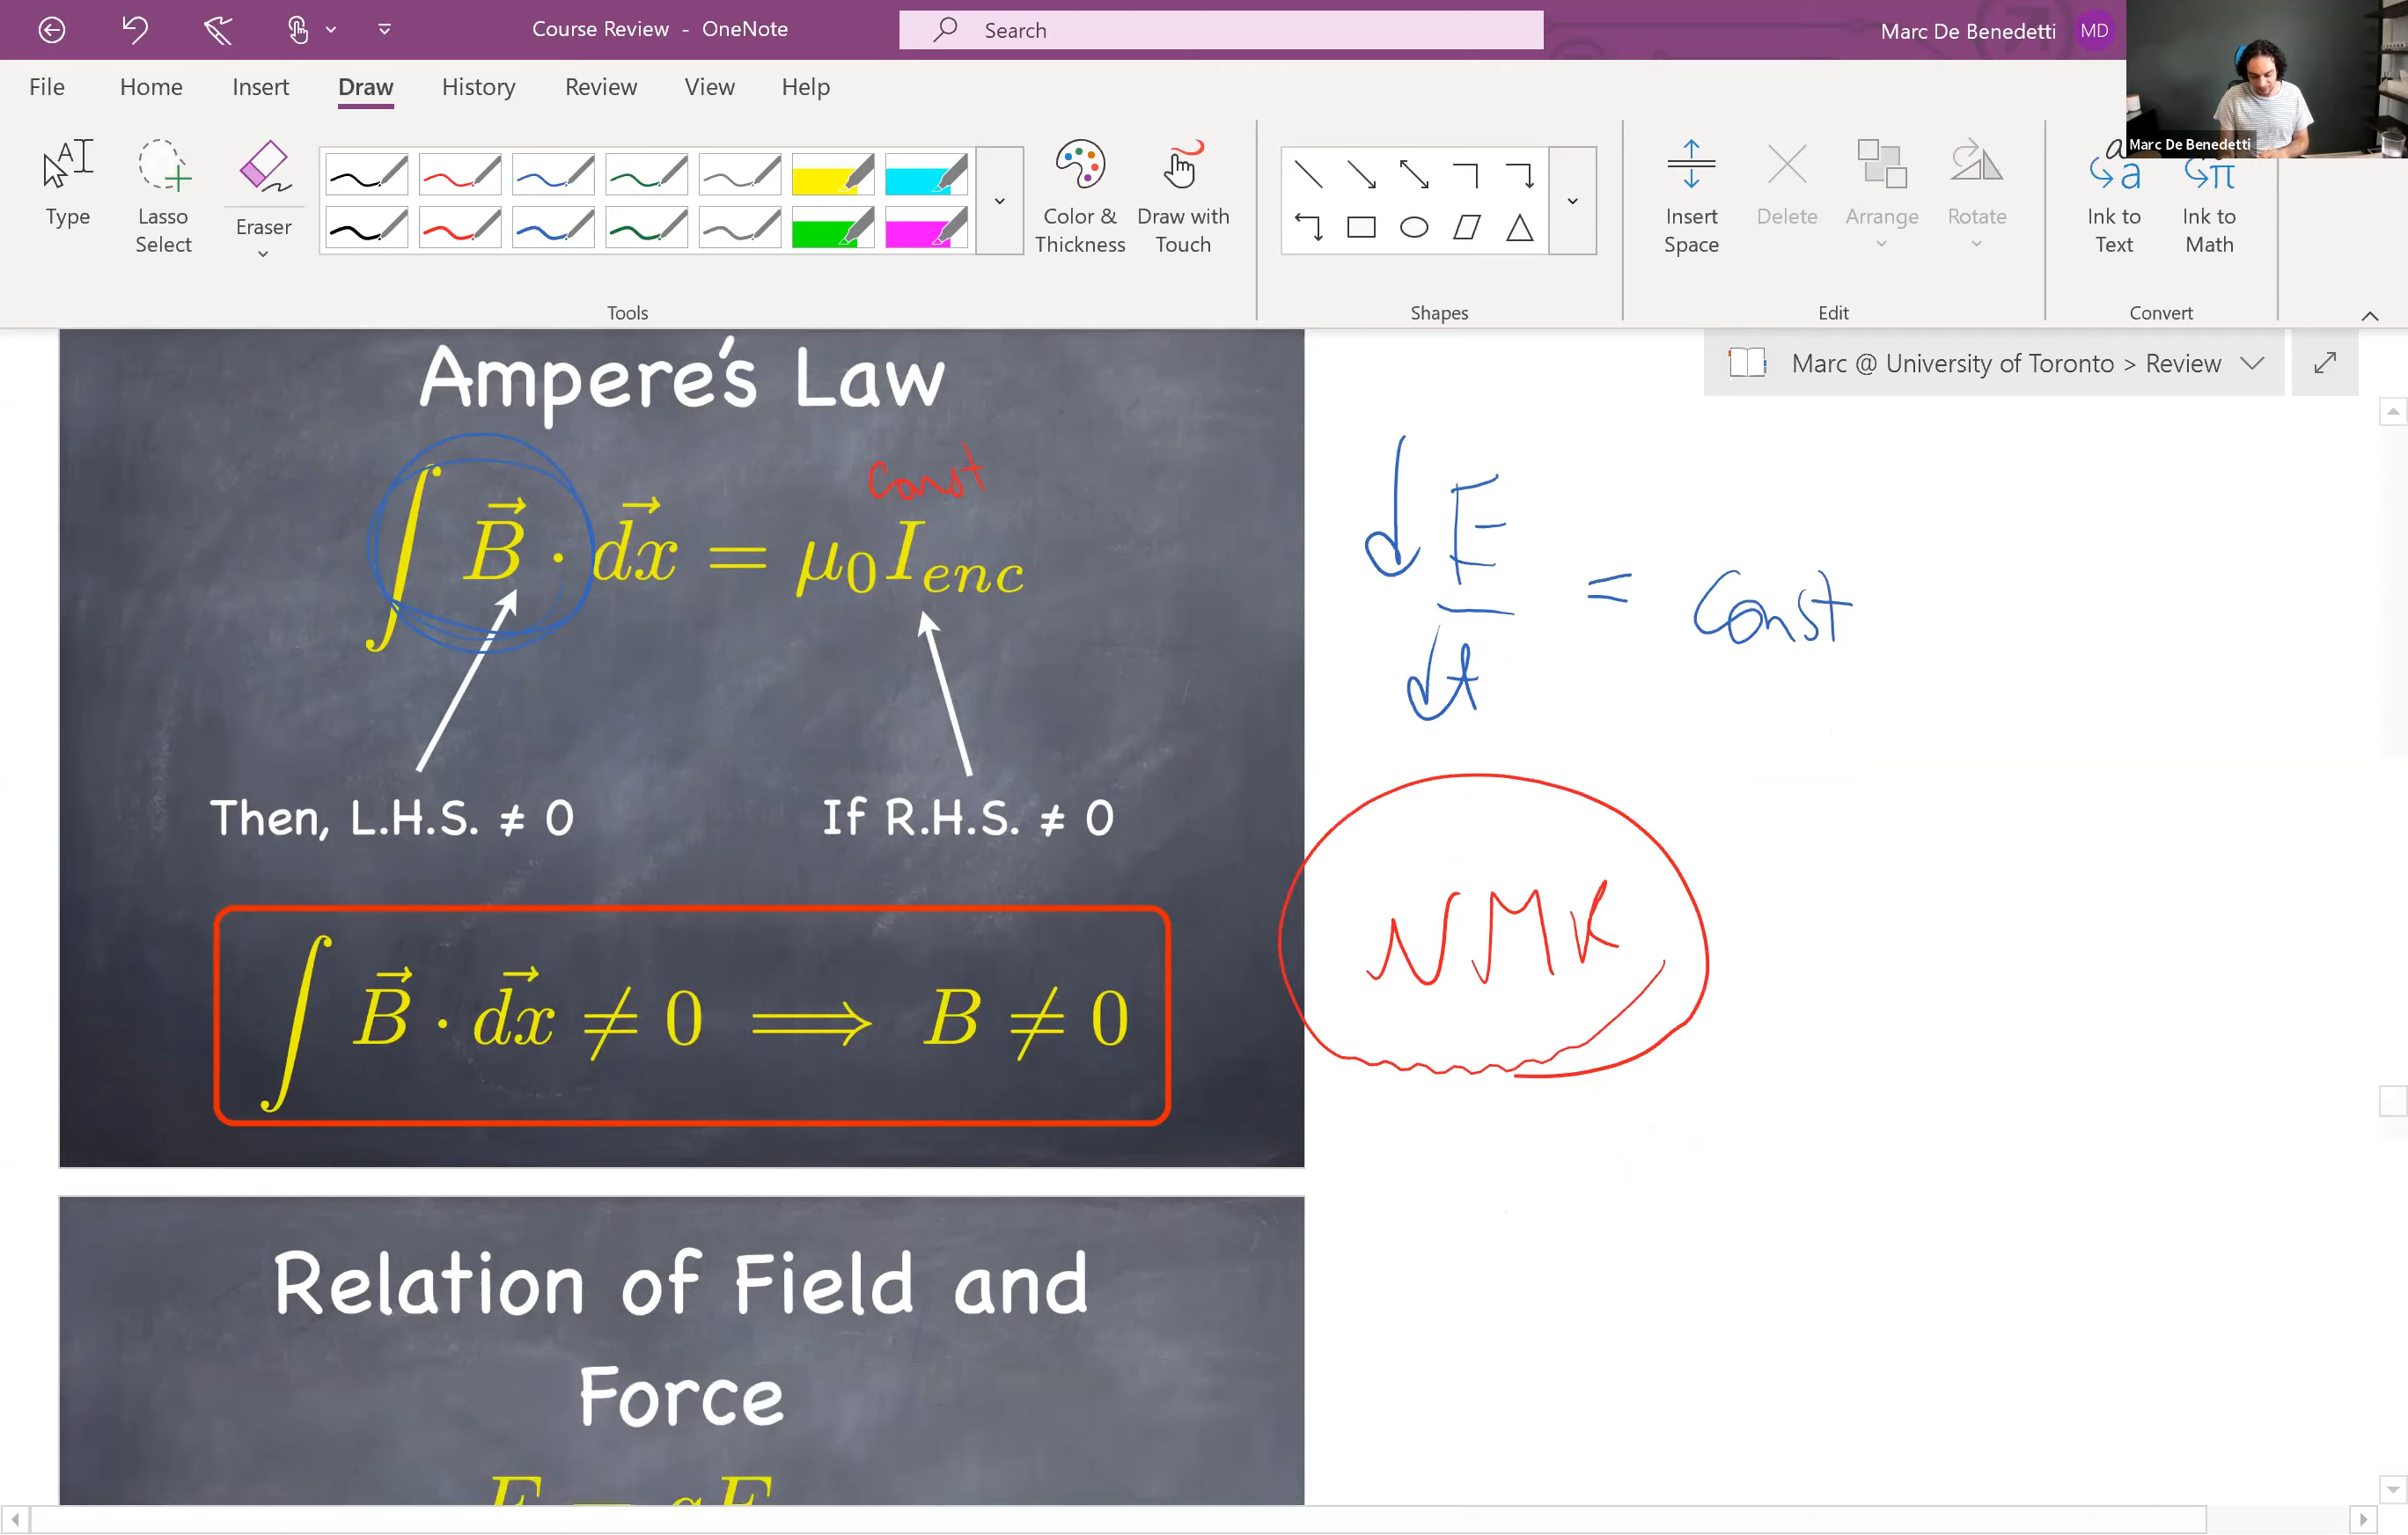 Course Review - OneNote
Search
Marc De Benedetti MD
File Home Insert Draw History Review View Help
Marc De Benedetti
Type
Lasso Select
Eraser
Color & Thickness
Draw with Touch
Insert Space
Delete
Arrange
Rotate
Ink to Text
Ink to Math
Tools Shapes Edit Convert
Marc @ University of Toronto > Review
Ampere's Law
Const
∫ B⃗ · d⃗x = μ₀I_enc
Then, L.H.S. ≠ 0 If R.H.S. ≠ 0
∫ B⃗ · d⃗x ≠ 0 ⟹ B ≠ 0
dE/dt = Const
NMR
Relation of Field and
Force